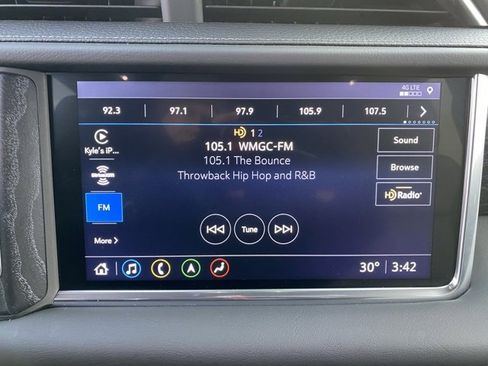 4G LTE
92.3 97.1 97.9 105.9 107.5
HD 1 2
105.1 WMGC-FM
105.1 The Bounce
Throwback Hip Hop and R&B
Kyle's iP...
SiriusXM
FM
More
Sound
Browse
HD Radio
Tune
30° 3:42